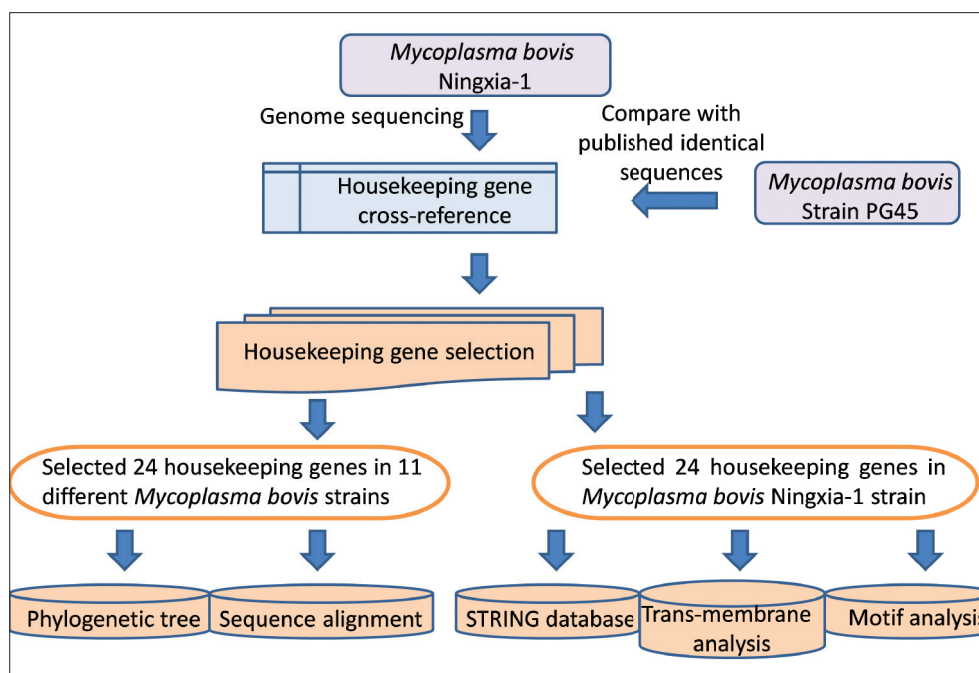 Mycoplasma bovis
Ningxia-1
Genome sequencing
Compare with
published identical
sequences
Housekeeping gene
cross-reference
Mycoplasma bovis
Strain PG45
Housekeeping gene selection
Selected 24 housekeeping genes in 11
different Mycoplasma bovis strains
Selected 24 housekeeping genes in
Mycoplasma bovis Ningxia-1 strain
Phylogenetic tree
Sequence alignment
STRING database
Trans-membrane
analysis
Motif analysis